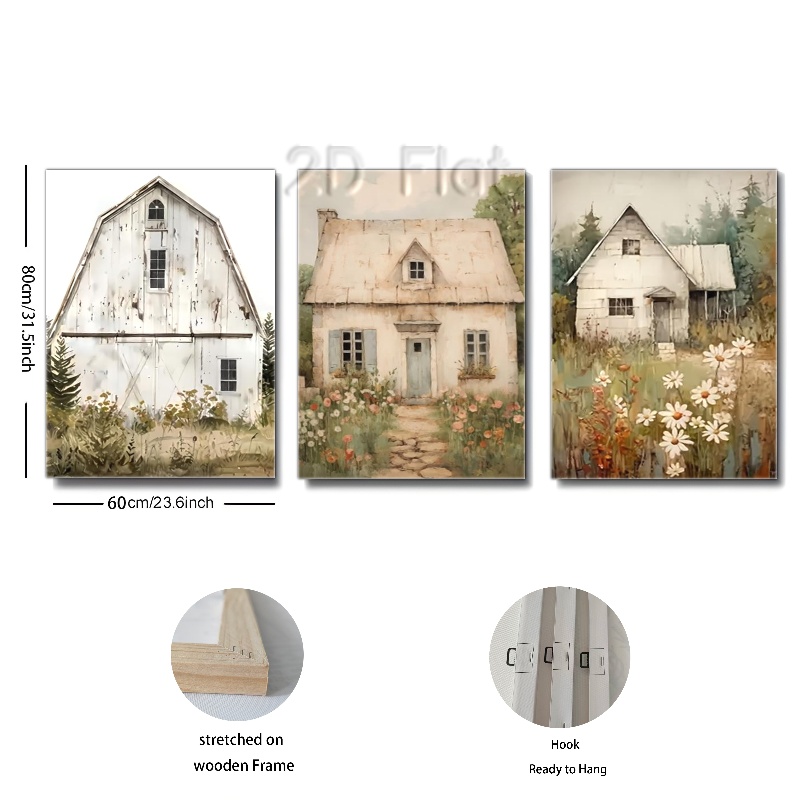 2D Flat
80cm/31.5inch
60cm/23.6inch
stretched on
wooden Frame
Hook
Ready to Hang